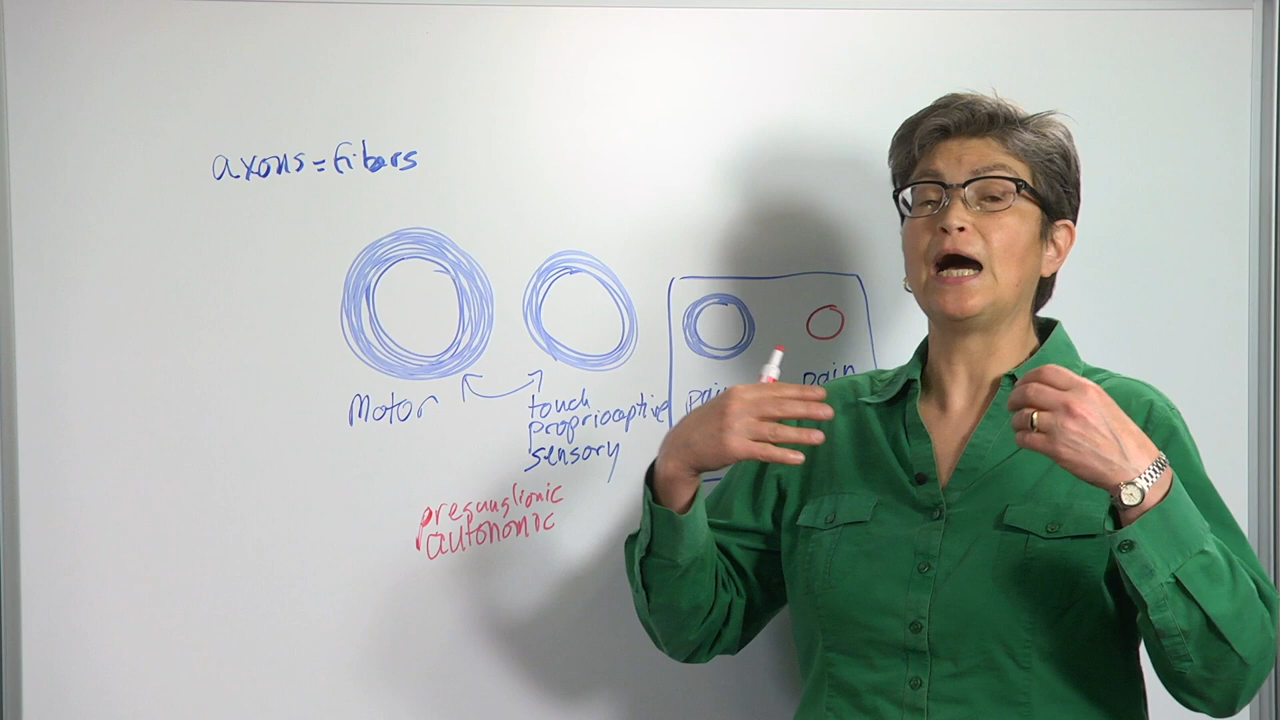 axons = fibers
Motor
touch
proprioceptive
sensory
pain
preganglionic
autonomic